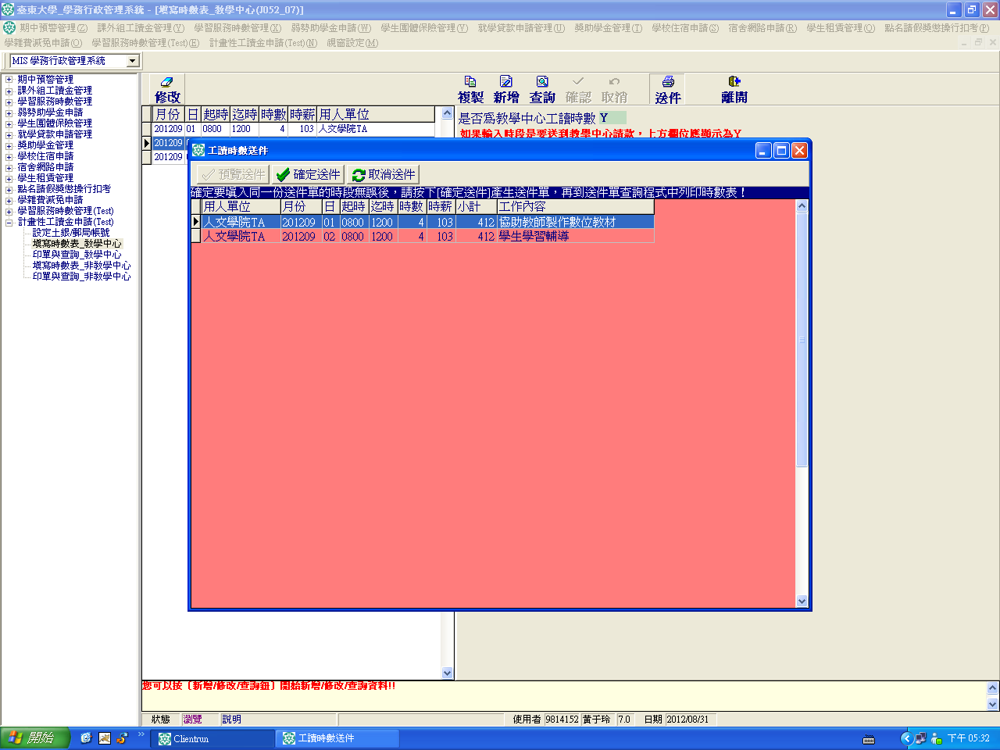 臺東大學_學務行政管理系統 - [填寫時數表_教學中心(J052_07)]
期中預警管理(Z) 課外組工讀金管理(Y) 學習服務時數管理(X) 弱勢助學金申請(W) 學生團體保險管理(V) 就學貸款申請管理(U) 獎助學金管理(T) 學校住宿申請(S) 宿舍網路申請(R) 學生租賃管理(Q) 點名請假獎懲操行扣考(P)
學雜費減免申請(O) 學習服務時數管理(Test)(E) 計畫性工讀金申請(Test)(N) 視窗設定(M)
MIS 學務行政管理系統
期中預警管理
課外組工讀金管理
學習服務時數管理
弱勢助學金申請
學生團體保險管理
就學貸款申請管理
獎助學金管理
學校住宿申請
宿舍網路申請
學生租賃管理
點名請假獎懲操行扣考
學雜費減免申請
學習服務時數管理(Test)
計畫性工讀金申請(Test)
設定土銀/郵局帳號
填寫時數表_教學中心
印單與查詢_教學中心
填寫時數表_非教學中心
印單與查詢_非教學中心
修改 複製 新增 查詢 確認 取消 送件 離開
月份 日 起時 迄時 時數 時薪 用人單位
201209 01 0800 1200 4 103 人文學院TA
201209
201209
是否為教學中心工讀時數 Y
如果輸入時段是要送到教學中心請款，上方欄位應顯示為Y
工讀時數送件
預覽送件 確定送件 取消送件
確定要填入同一份送件單的時段無誤後，請按下[確定送件]產生送件單，再到送件單查詢程式中列印時數表！
用人單位 月份 日 起時 迄時 時數 時薪 小計 工作內容
人文學院TA 201209 01 0800 1200 4 103 412 協助教師製作數位教材
人文學院TA 201209 02 0800 1200 4 103 412 學生學習輔導
您可以按〔新增/修改/查詢鈕〕開始新增/修改/查詢資料!!
狀態 瀏覽 說明 使用者 9814152 黃于玲 7.0 日期 2012/08/31
開始 Clientrun 工讀時數送件 下午 05:32